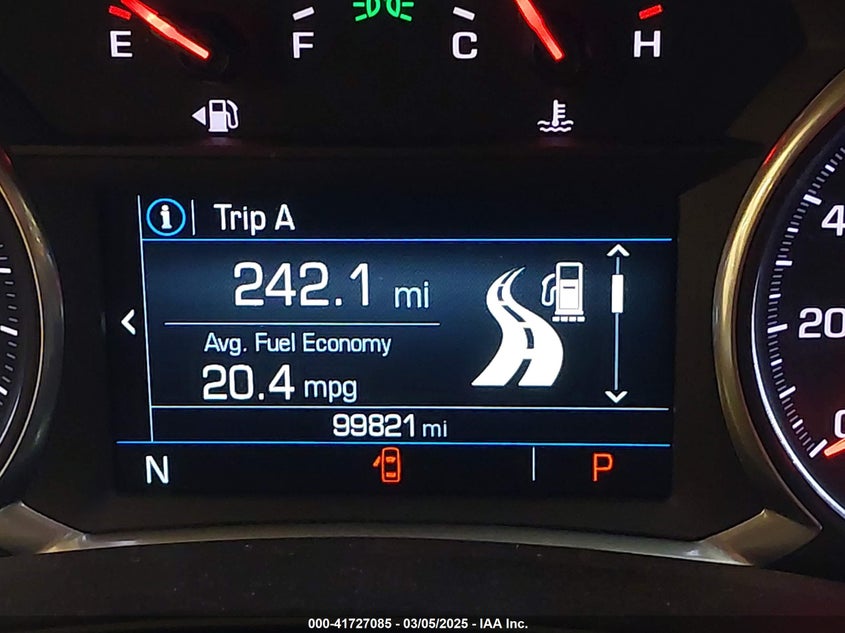 E F C H
Trip A
242.1 mi
Avg. Fuel Economy
20.4 mpg
99821 mi
N P
20
000-41727085 - 03/05/2025 - IAA Inc.